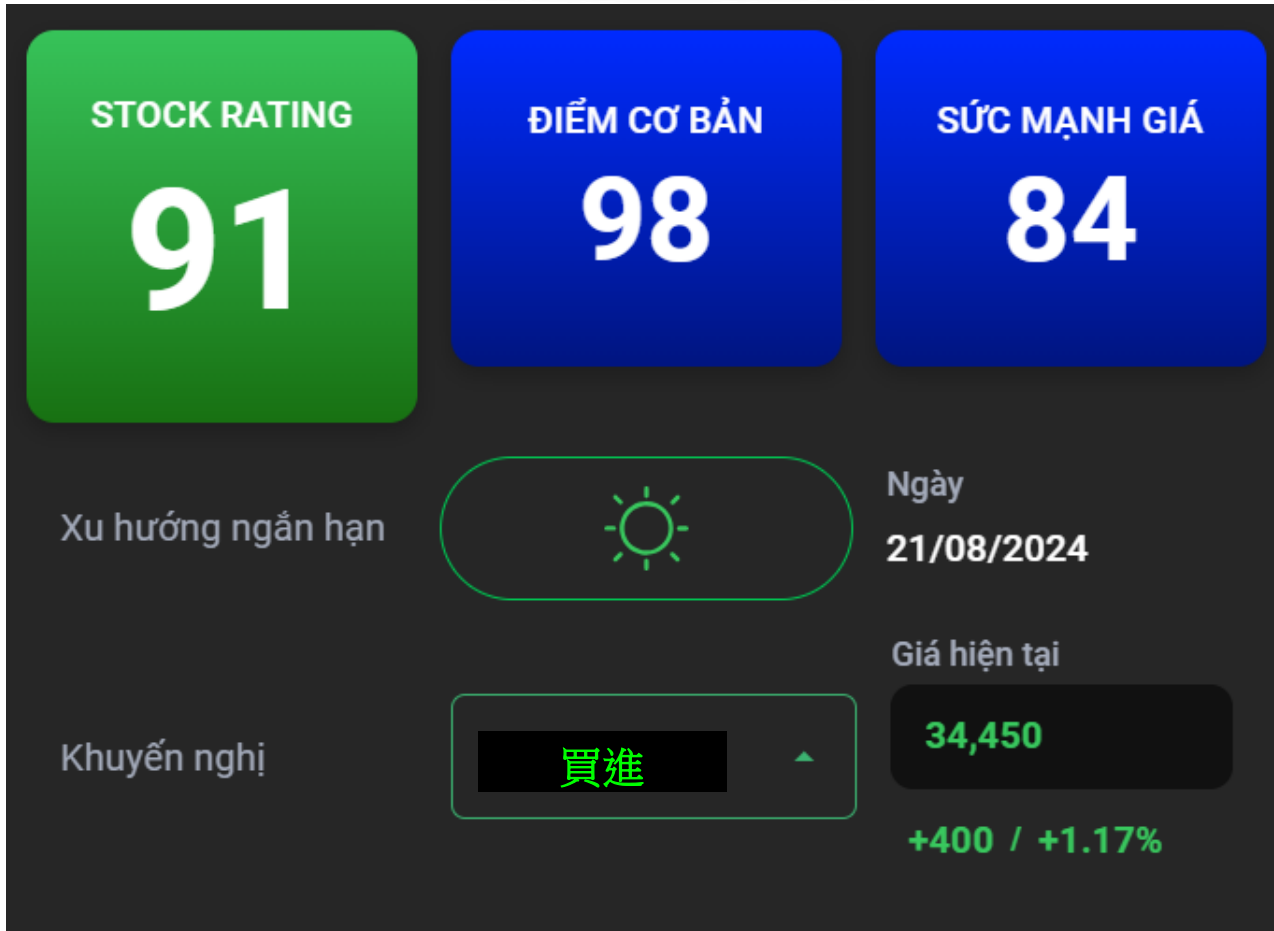 STOCK RATING
91
ĐIỂM CƠ BẢN
98
SỨC MẠNH GIÁ
84
Xu hướng ngắn hạn
Ngày
21/08/2024
Khuyến nghị
買進
Giá hiện tại
34,450
+400 / +1.17%